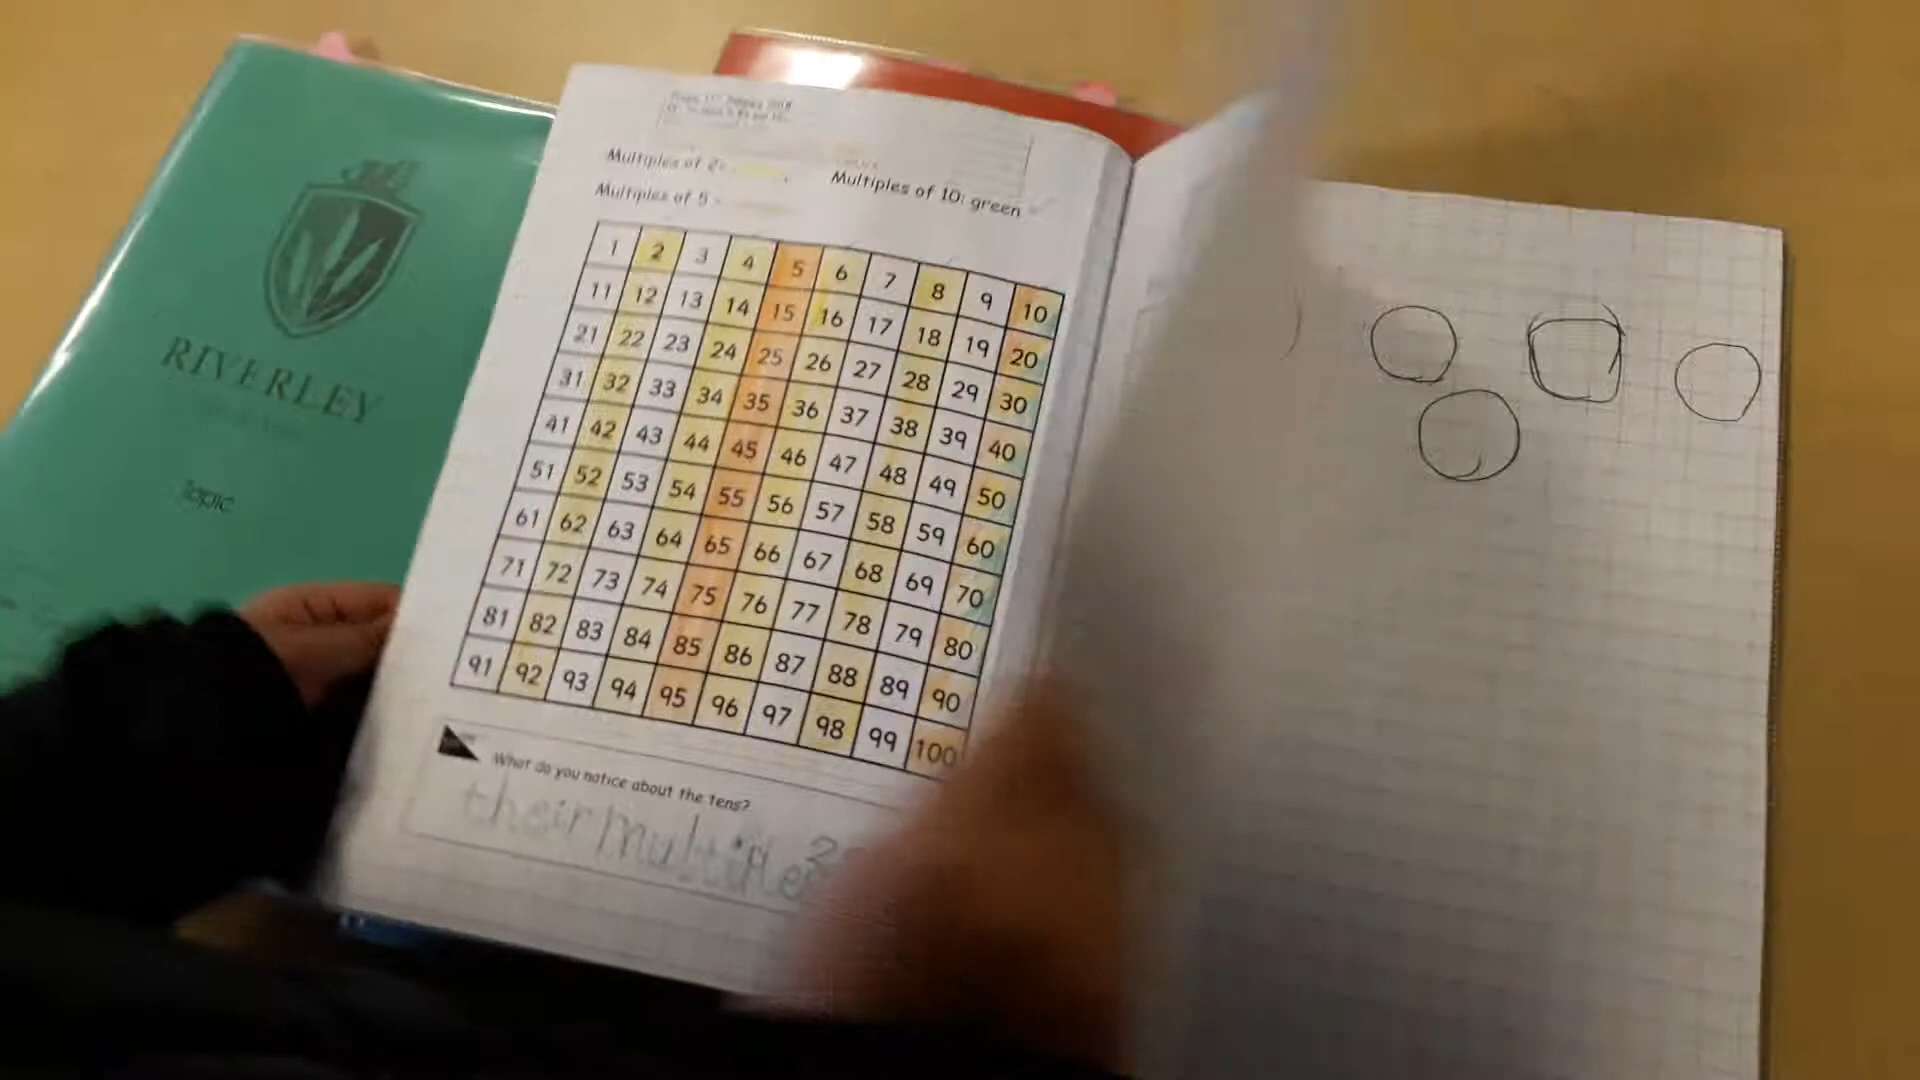 RIVERLEY
Topic
Multiples of 2=
Multiples of 10: green
Multiples of 5 =
1 2 3 4 5 6 7 8 9 10
11 12 13 14 15 16 17 18 19 20
21 22 23 24 25 26 27 28 29 30
31 32 33 34 35 36 37 38 39 40
41 42 43 44 45 46 47 48 49 50
51 52 53 54 55 56 57 58 59 60
61 62 63 64 65 66 67 68 69 70
71 72 73 74 75 76 77 78 79 80
81 82 83 84 85 86 87 88 89 90
91 92 93 94 95 96 97 98 99 100
What do you notice about the tens?
their multiples